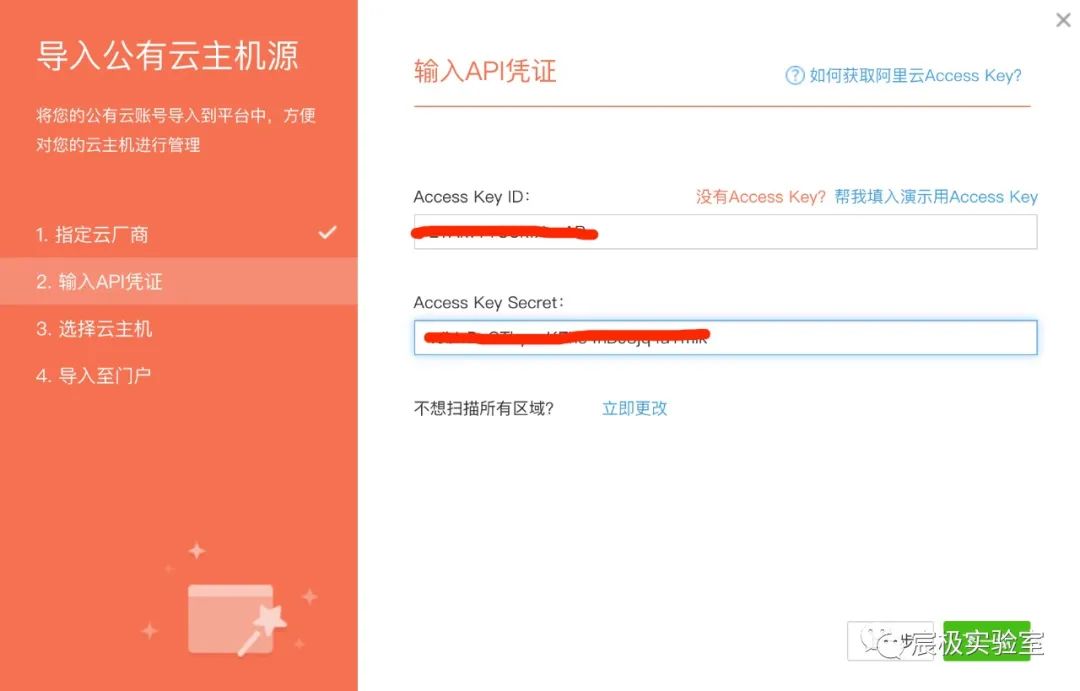 导入公有云主机源
将您的公有云账号导入到平台中，方便
对您的云主机进行管理
1. 指定云厂商
2. 输入API凭证
3. 选择云主机
4. 导入至门户
输入API凭证
如何获取阿里云Access Key?
Access Key ID:
没有Access Key? 帮我填入演示用Access Key
Access Key Secret:
不想扫描所有区域? 立即更改
宸极实验室